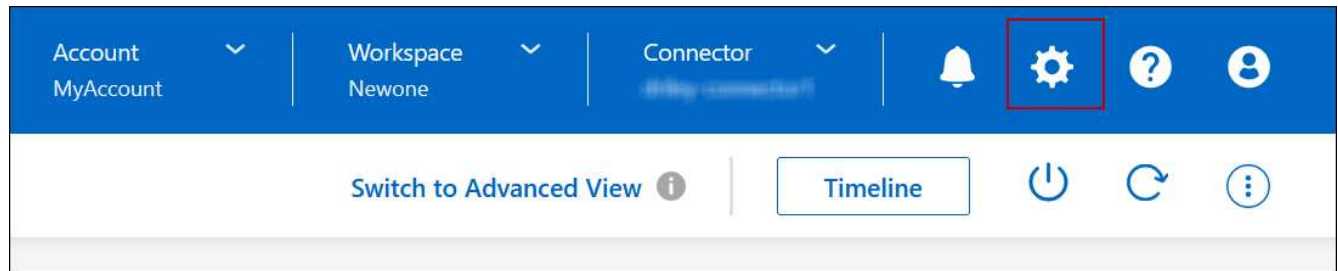 Account
MyAccount
Workspace
Newone
Connector
Switch to Advanced View
Timeline